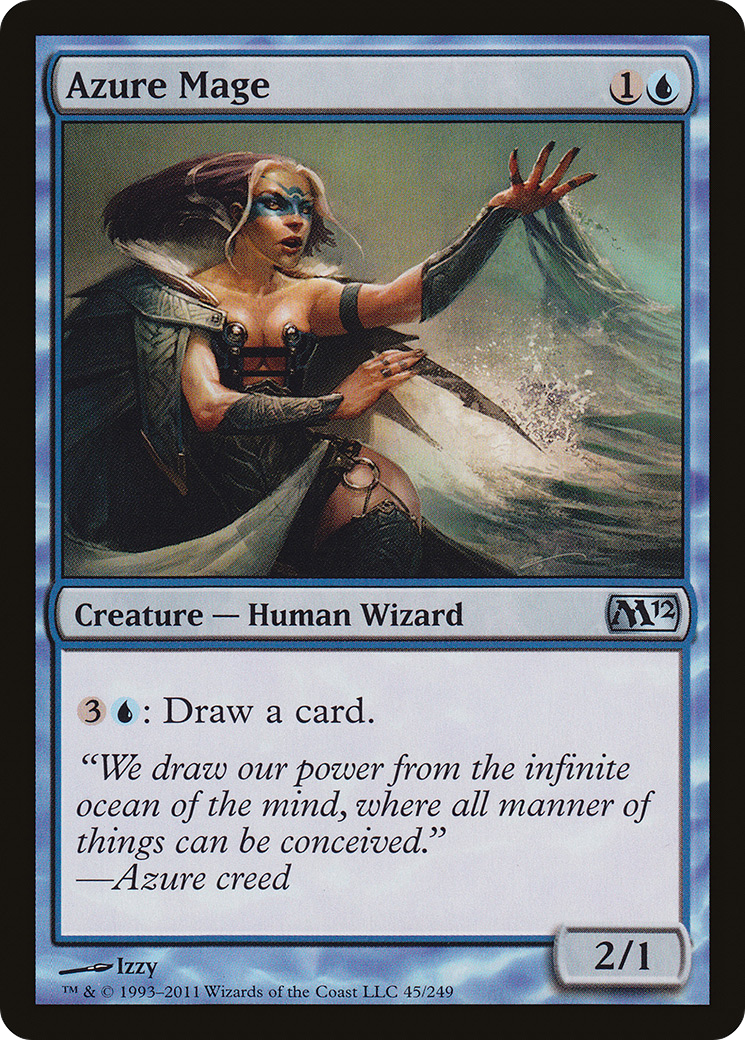 Azure Mage 1
Creature — Human Wizard M12
3 : Draw a card.
“We draw our power from the infinite
ocean of the mind, where all manner of
things can be conceived.”
—Azure creed
2/1
Izzy
™ & © 1993–2011 Wizards of the Coast LLC 45/249